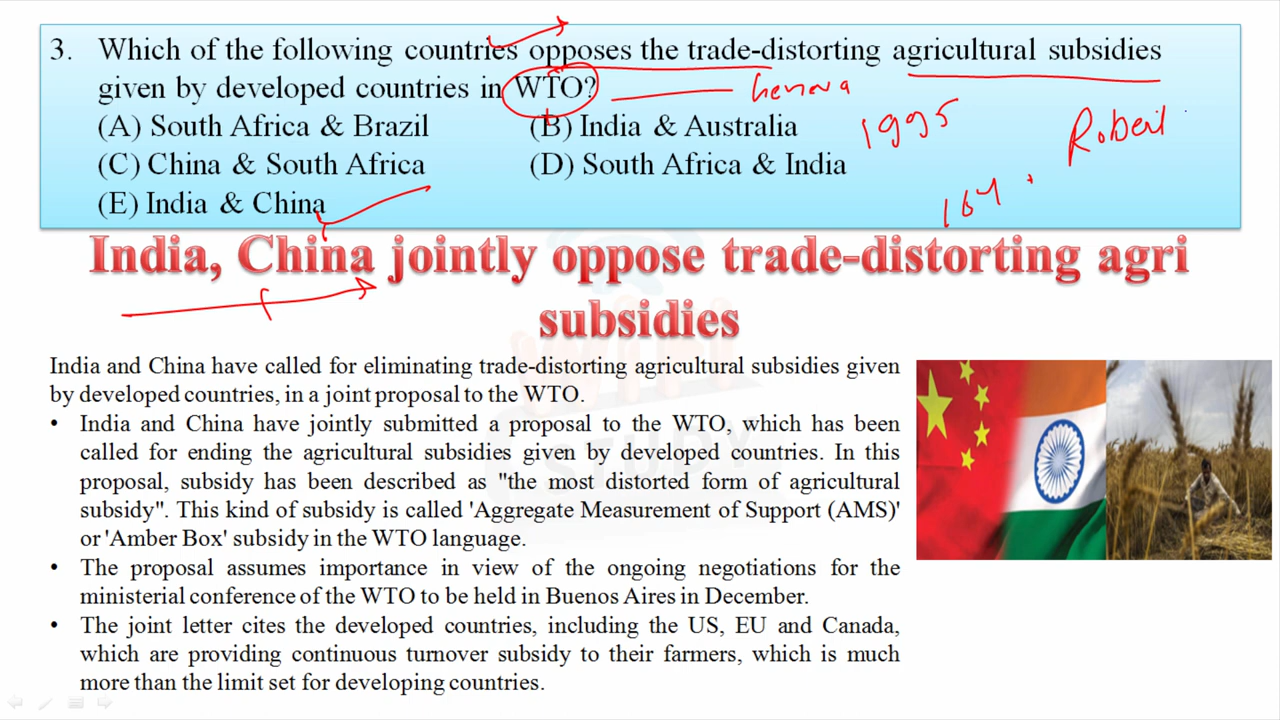 3. Which of the following countries opposes the trade-distorting agricultural subsidies
given by developed countries in WTO? Geneva
(A) South Africa & Brazil (B) India & Australia 1995 Robert
(C) China & South Africa (D) South Africa & India
(E) India & China 164
India, China jointly oppose trade-distorting agri
subsidies
India and China have called for eliminating trade-distorting agricultural subsidies given
by developed countries, in a joint proposal to the WTO.
• India and China have jointly submitted a proposal to the WTO, which has been
called for ending the agricultural subsidies given by developed countries. In this
proposal, subsidy has been described as "the most distorted form of agricultural
subsidy". This kind of subsidy is called 'Aggregate Measurement of Support (AMS)'
or 'Amber Box' subsidy in the WTO language.
• The proposal assumes importance in view of the ongoing negotiations for the
ministerial conference of the WTO to be held in Buenos Aires in December.
• The joint letter cites the developed countries, including the US, EU and Canada,
which are providing continuous turnover subsidy to their farmers, which is much
more than the limit set for developing countries.
STUDY